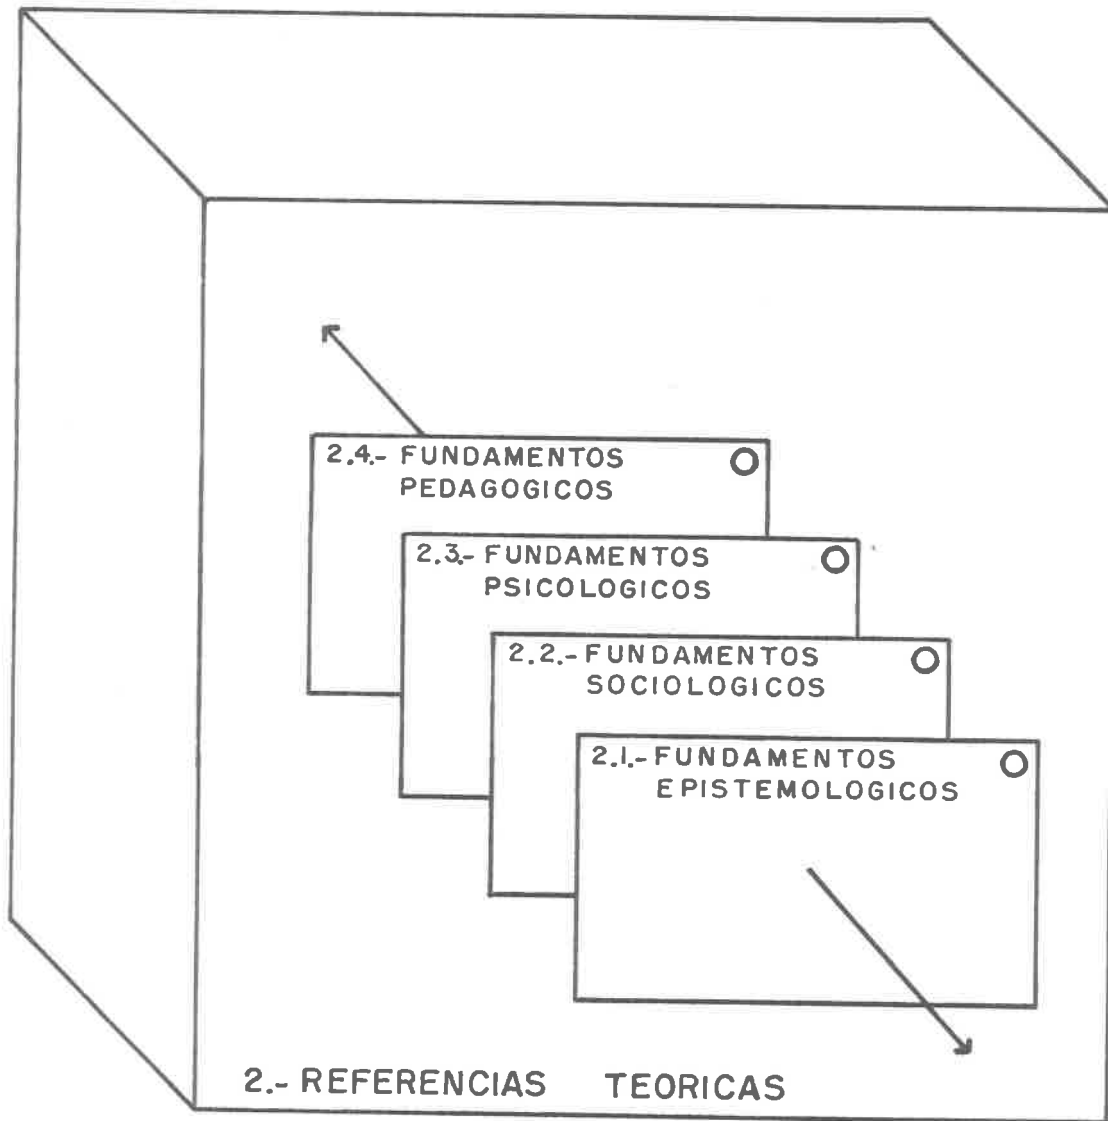 2.4.- FUNDAMENTOS
PEDAGOGICOS
2.3.- FUNDAMENTOS
PSICOLOGICOS
2.2.- FUNDAMENTOS
SOCIOLOGICOS
2.1.- FUNDAMENTOS
EPISTEMOLOGICOS
2.- REFERENCIAS TEORICAS